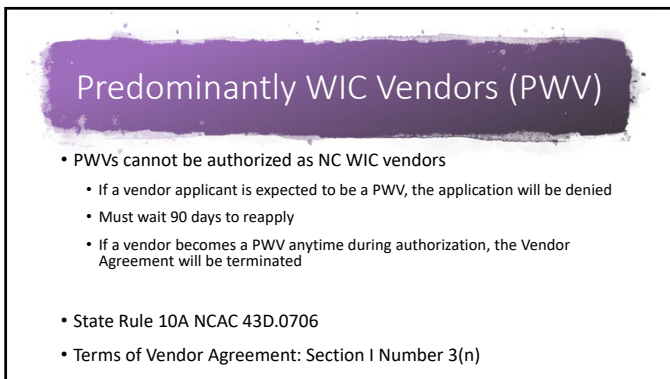 Predominantly WIC Vendors (PWV)
• PWVs cannot be authorized as NC WIC vendors
• If a vendor applicant is expected to be a PWV, the application will be denied
• Must wait 90 days to reapply
• If a vendor becomes a PWV anytime during authorization, the Vendor
Agreement will be terminated
• State Rule 10A NCAC 43D.0706
• Terms of Vendor Agreement: Section I Number 3(n)